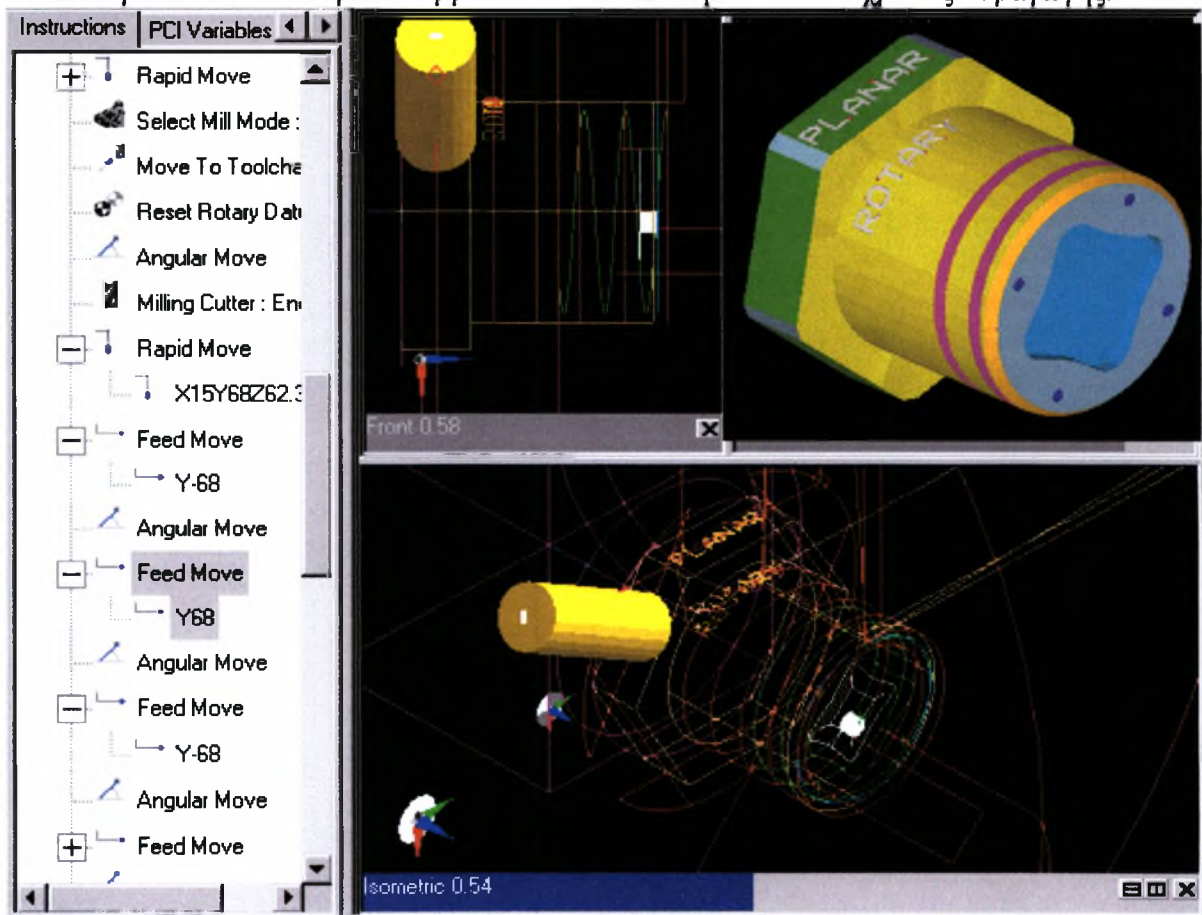 Instructions
PCI Variables
Rapid Move
Select Mill Mode :
Move To Toolcha
Reset Rotary Dat
Angular Move
Milling Cutter : En
Rapid Move
X15Y68Z62.3
Feed Move
Y-68
Angular Move
Feed Move
Y68
Angular Move
Feed Move
Y-68
Angular Move
Feed Move
Front 0.58
PLANAR
ROTARY
PLANAR
Isometric 0.54